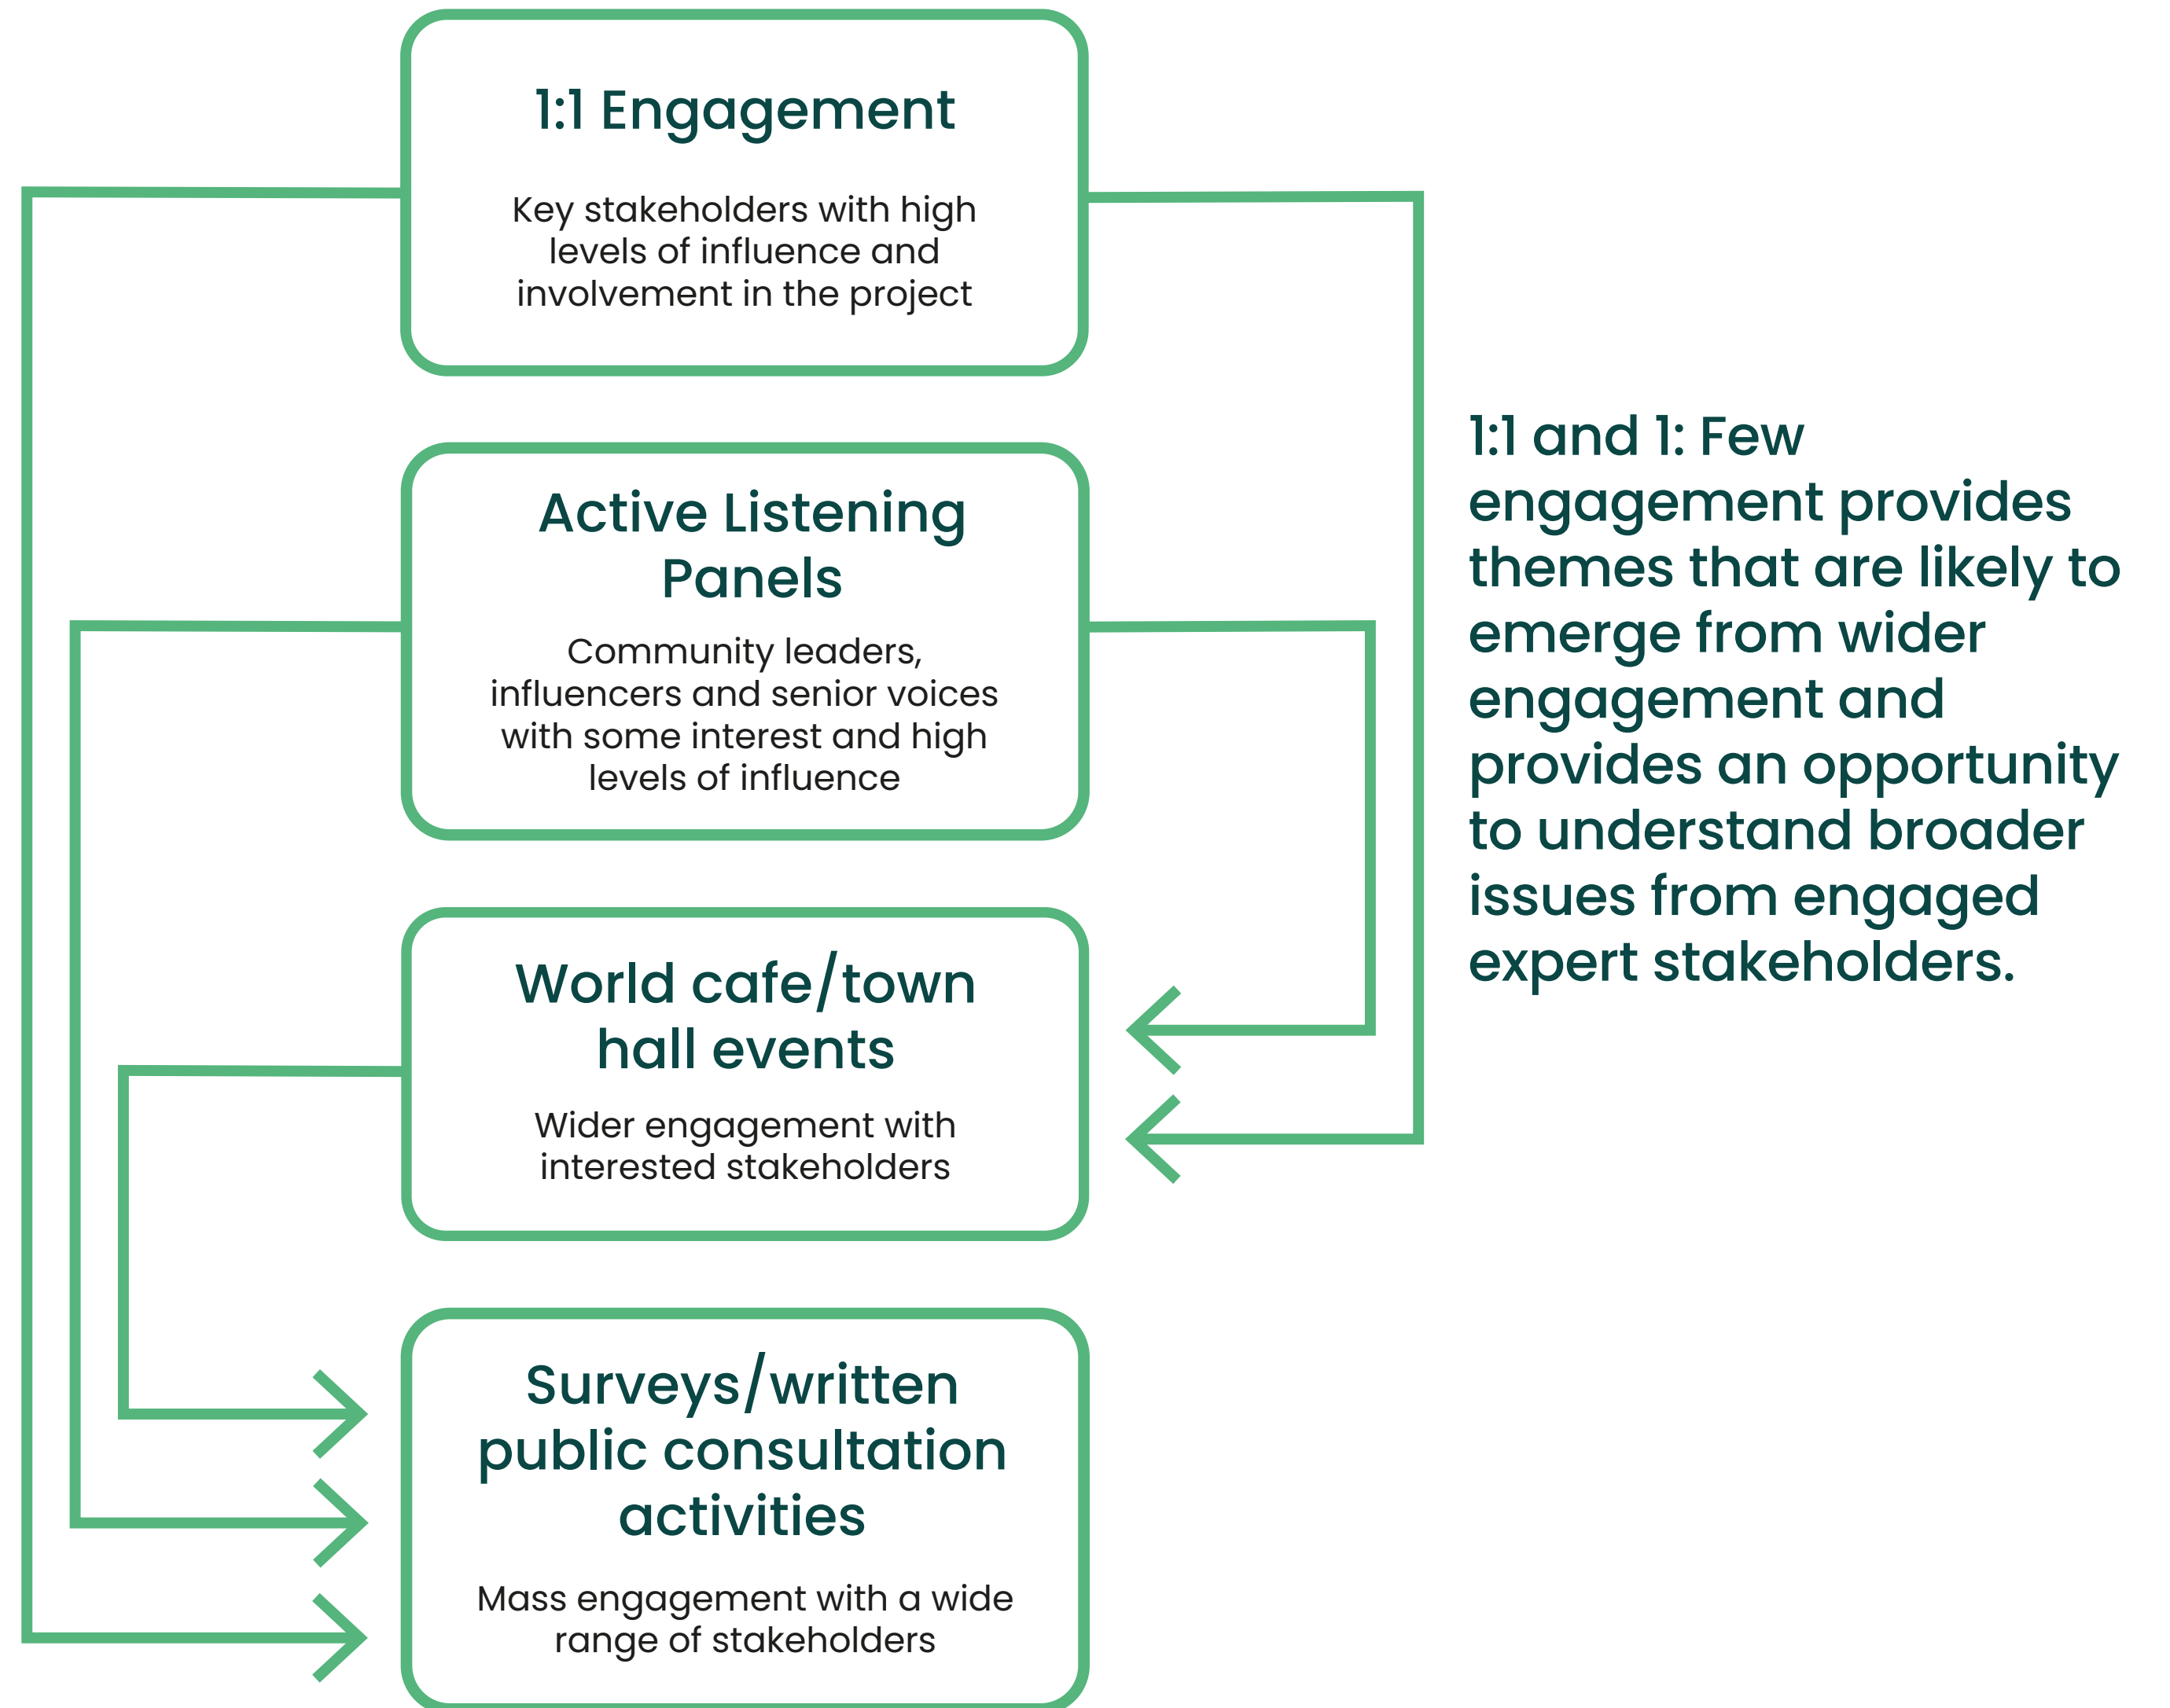 1:1 Engagement
Key stakeholders with high
levels of influence and
involvement in the project
Active Listening
Panels
Community leaders,
influencers and senior voices
with some interest and high
levels of influence
World cafe/town
hall events
Wider engagement with
interested stakeholders
Surveys/written
public consultation
activities
Mass engagement with a wide
range of stakeholders
1:1 and 1: Few
engagement provides
themes that are likely to
emerge from wider
engagement and
provides an opportunity
to understand broader
issues from engaged
expert stakeholders.